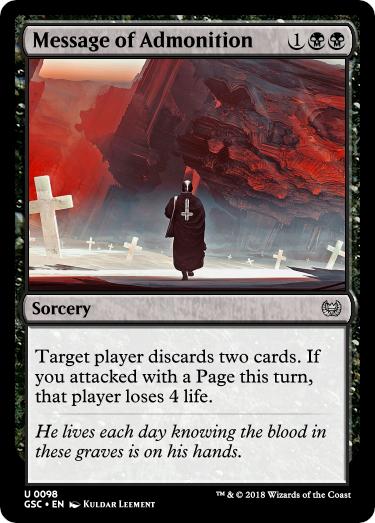 Message of Admonition 1
Sorcery
Target player discards two cards. If
you attacked with a Page this turn,
that player loses 4 life.
He lives each day knowing the blood in
these graves is on his hands.
U 0098
GSC • EN Kuldar Leement
™ & © 2018 Wizards of the Coast